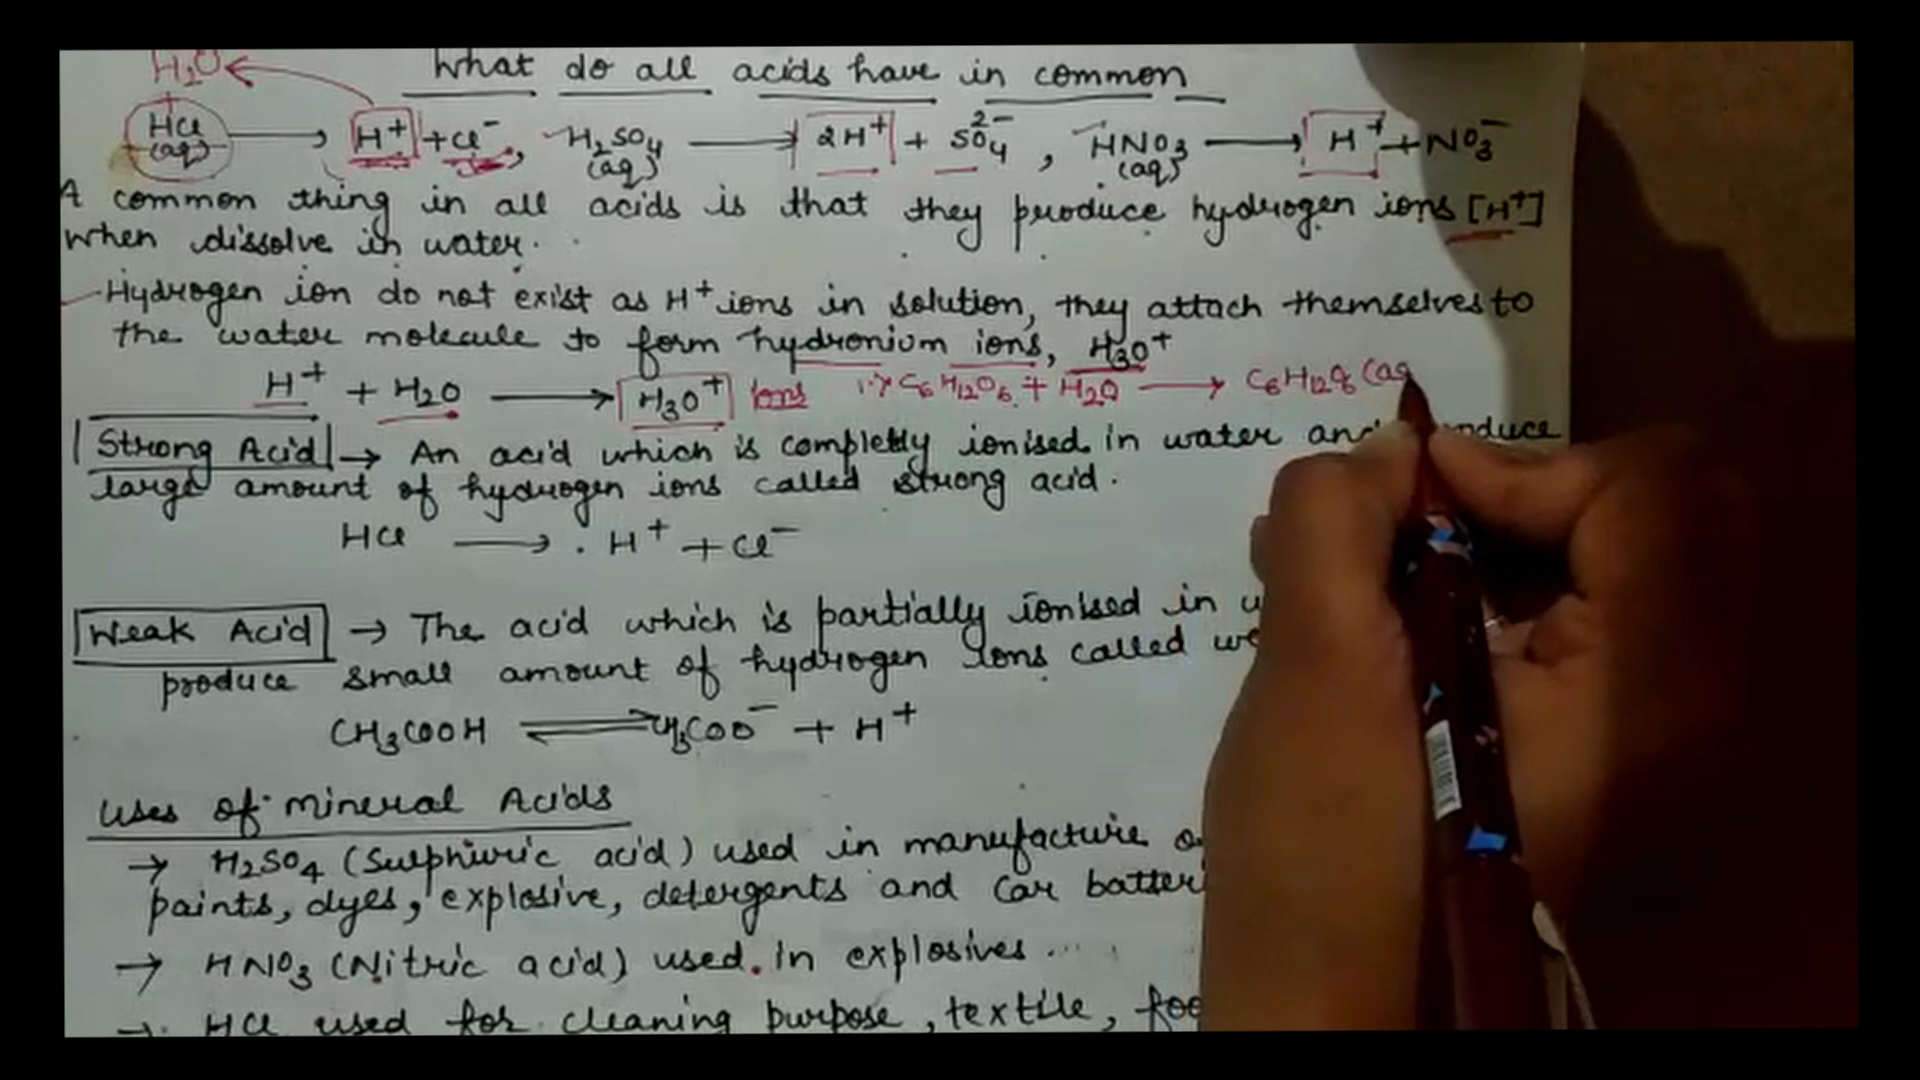 H2O
What do all acids have in common
HCl (aq) → H+ + Cl-, H2SO4 (aq) → 2H+ + SO4 2-, HNO3 (aq) → H+ + NO3-
A common thing in all acids is that they produce hydrogen ions [H+]
When dissolve in water.
Hydrogen ion do not exist as H+ ions in solution, they attach themselves to
the water molecule to form hydronium ions, H3O+
H+ + H2O → H3O+ ions 1.> C6H12O6 + H2O → C6H12O6 (aq
Strong Acid → An acid which is completly ionised in water and
large amount of hydrogen ions called strong acid.
HCl → H+ + Cl-
Weak Acid → The acid which is partially ionised in
produce small amount of hydrogen ions called
CH3COOH ⇌ CH3COO- + H+
Uses of mineral Acids
→ H2SO4 (Sulphuric acid) used in manufacture
paints, dyes, explosive, detergents and car batter
→ HNO3 (Nitric acid) used in explosives.
→ HCl used for cleaning purpose, textile, foo